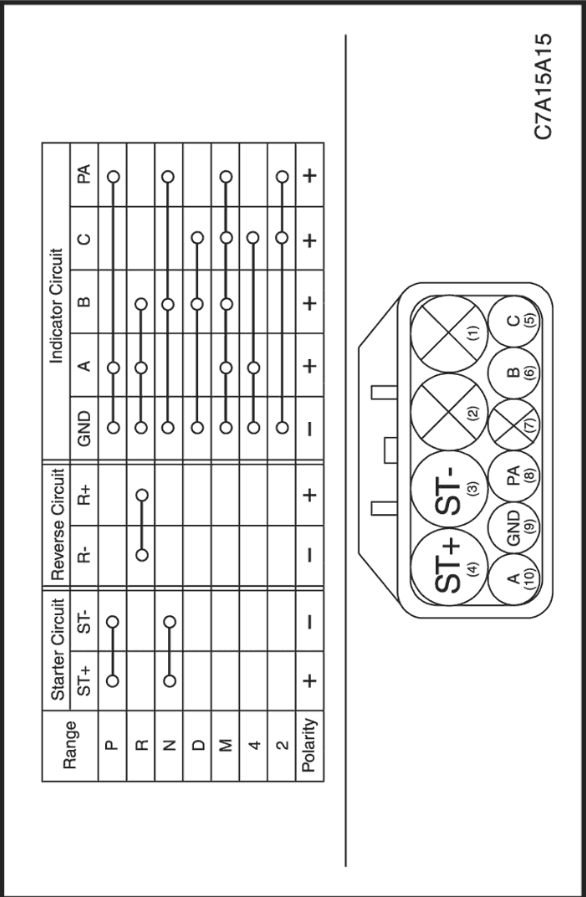 Range Starter Circuit Reverse Circuit Indicator Circuit
ST+ ST- R- R+ GND A B C PA
P
R
N
D
M
4
2
Polarity + - - + - + + + +
ST+ ST-
(4) (3) (2) (1)
A GND PA B C
(10) (9) (8) (7) (6) (5)
C7A15A15